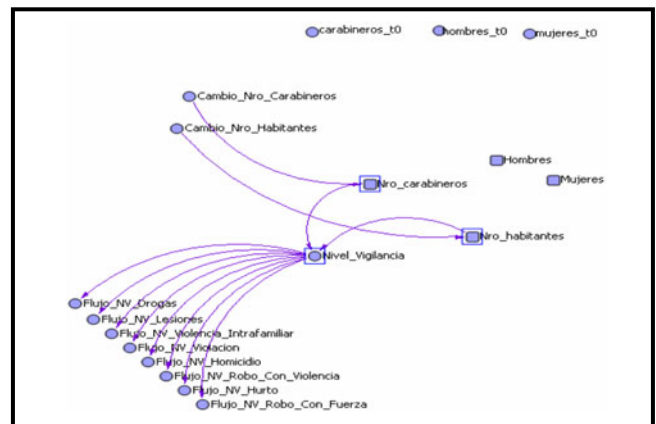 carabineros_t0
hombres_t0
mujeres_t0
Cambio_Nro_Carabineros
Cambio_Nro_Habitantes
Hombres
Nro_carabineros
Mujeres
Nro_habitantes
Nivel_Vigilancia
Flujo_NV_Drogas
Flujo_NV_Lesiones
Flujo_NV_Violencia_Intrafamiliar
Flujo_NV_Violacion
Flujo_NV_Homicidio
Flujo_NV_Robo_Con_Violencia
Flujo_NV_Hurto
Flujo_NV_Robo_Con_Fuerza